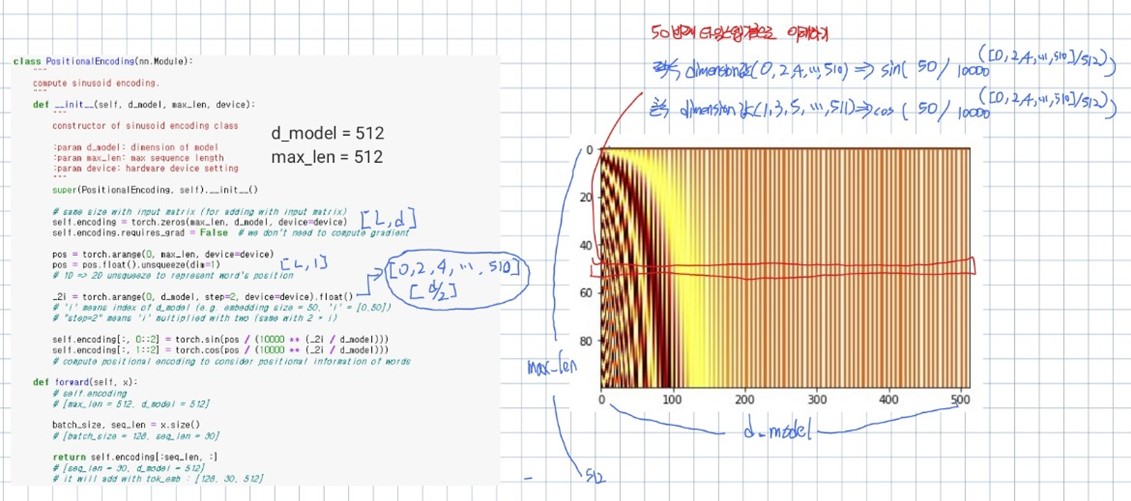 class PositionalEncoding(nn.Module):
"""
compute sinusoid encoding.
"""
def __init__(self, d_model, max_len, device):
"""
constructor of sinusoid encoding class
:param d_model: dimension of model
:param max_len: max sequence length
:param device: hardware device setting
"""
super(PositionalEncoding, self).__init__()
# same size with input matrix (for adding with input matrix)
self.encoding = torch.zeros(max_len, d_model, device=device)
self.encoding.requires_grad = False # we don't need to compute gradient
pos = torch.arange(0, max_len, device=device)
pos = pos.float().unsqueeze(dim=1)
# 1D => 2D unsqueeze to represent word's position
_2i = torch.arange(0, d_model, step=2, device=device).float()
# 'i' means index of d_model (e.g. embedding size = 50, 'i' = [0,50])
# "step=2" means 'i' multiplied with two (same with 2 * i)
self.encoding[:, 0::2] = torch.sin(pos / (10000 ** (_2i / d_model)))
self.encoding[:, 1::2] = torch.cos(pos / (10000 ** (_2i / d_model)))
# compute positional encoding to consider positional information of words
def forward(self, x):
# self.encoding
# [max_len = 512, d_model = 512]
batch_size, seq_len = x.size()
# [batch_size = 128, seq_len = 30]
return self.encoding[:seq_len, :]
# [seq_len = 30, d_model = 512]
# it will add with tok_emb : [128, 30, 512]
d_model = 512
max_len = 512
[L,d]
[L,1]
[0,2,4, ..., 510]
[d/2]
50번째
이해하기
짝수 dimension값(0,2,4, ..., 510) ⇒ sin( 50 / 10000 ([0,2,4, ..., 510]/512) )
홀수 dimension값(1,3,5, ..., 511) ⇒ cos( 50 / 10000 ([0,2,4, ..., 510]/512) )
0
20
40
60
80
0 100 200 300 400 500
max_len
d_model
512